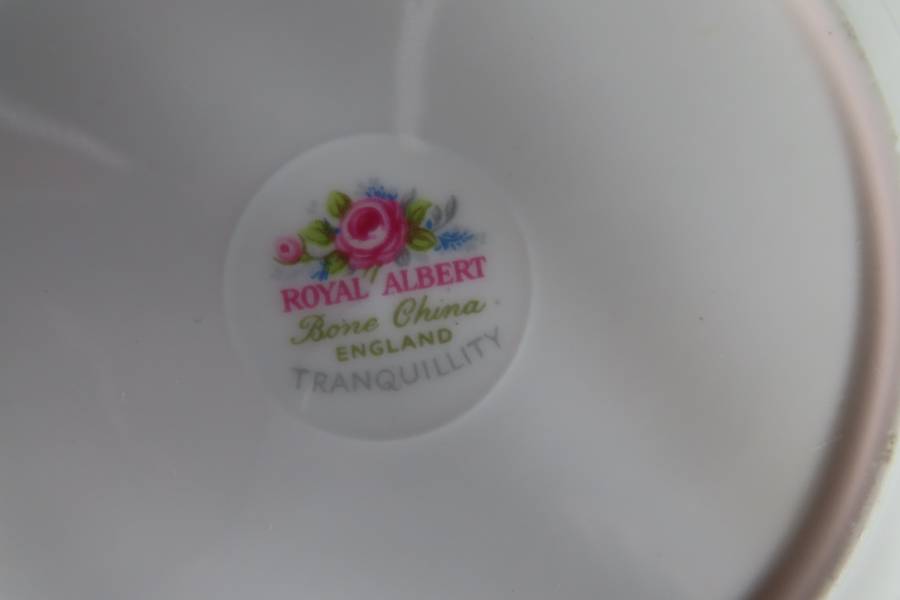 ROYAL ALBERT
Bone China
ENGLAND
TRANQUILLITY